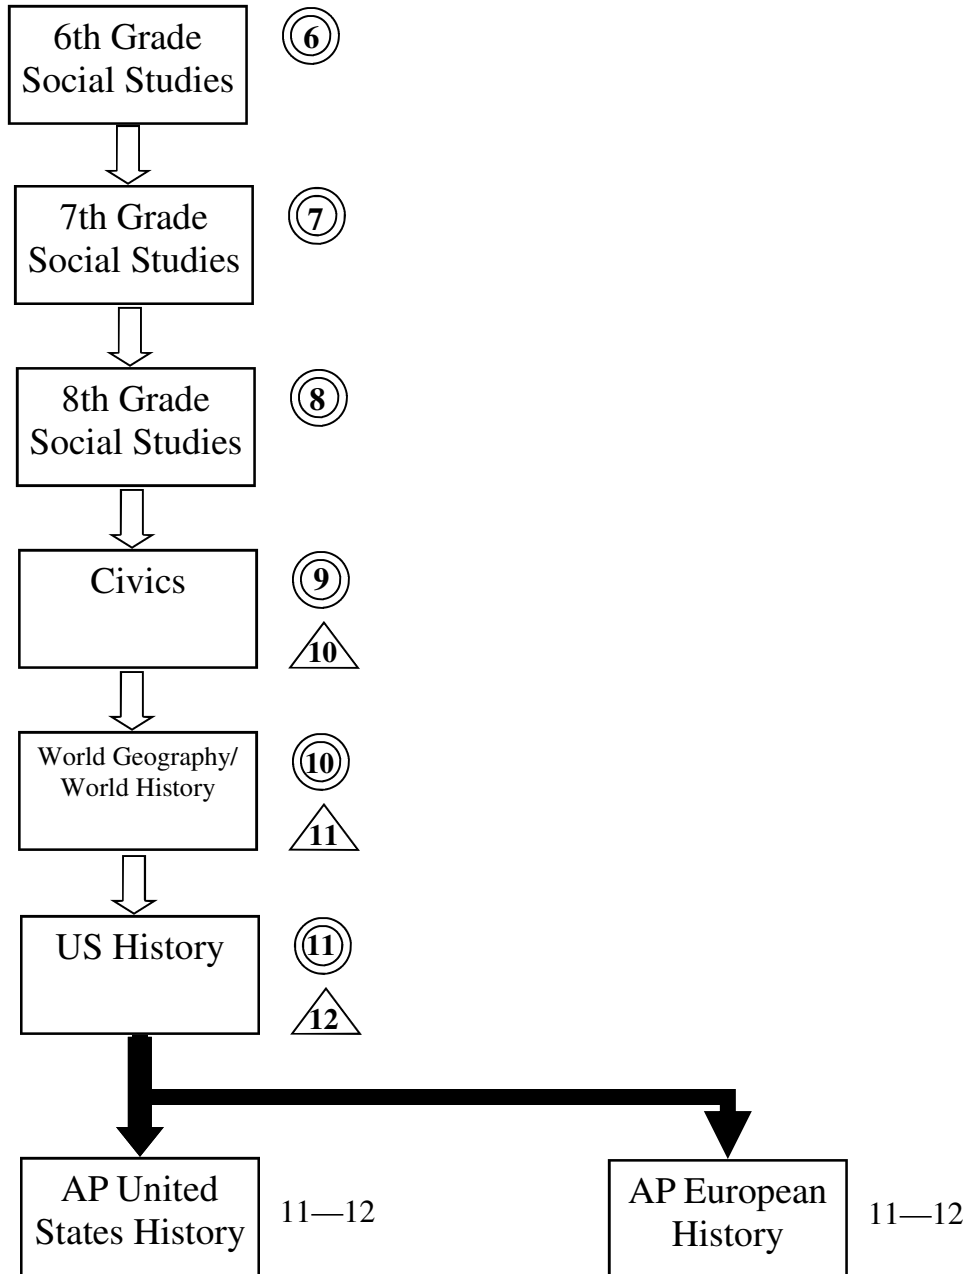 6th Grade
Social Studies
6
7th Grade
Social Studies
7
8th Grade
Social Studies
8
Civics
9
10
World Geography/
World History
10
11
US History
11
12
AP United
States History
11—12
AP European
History
11—12